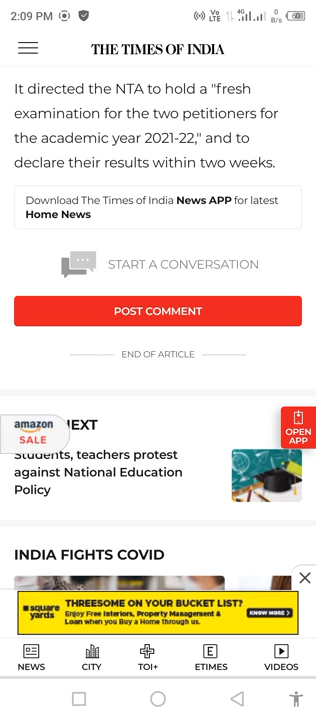 2:09 PM
Vo
LTE
4G
0
B/s
60
THE TIMES OF INDIA
It directed the NTA to hold a "fresh
examination for the two petitioners for
the academic year 2021-22," and to
declare their results within two weeks.
Download The Times of India News APP for latest
Home News
START A CONVERSATION
POST COMMENT
END OF ARTICLE
amazon
SALE
EXT
OPEN
APP
Students, teachers protest
against National Education
Policy
INDIA FIGHTS COVID
square
yards
THREESOME ON YOUR BUCKET LIST?
Enjoy Free Interiors, Property Management &
Loan when you Buy a Home through us.
KNOW MORE >
NEWS
CITY
TOI+
ETIMES
VIDEOS